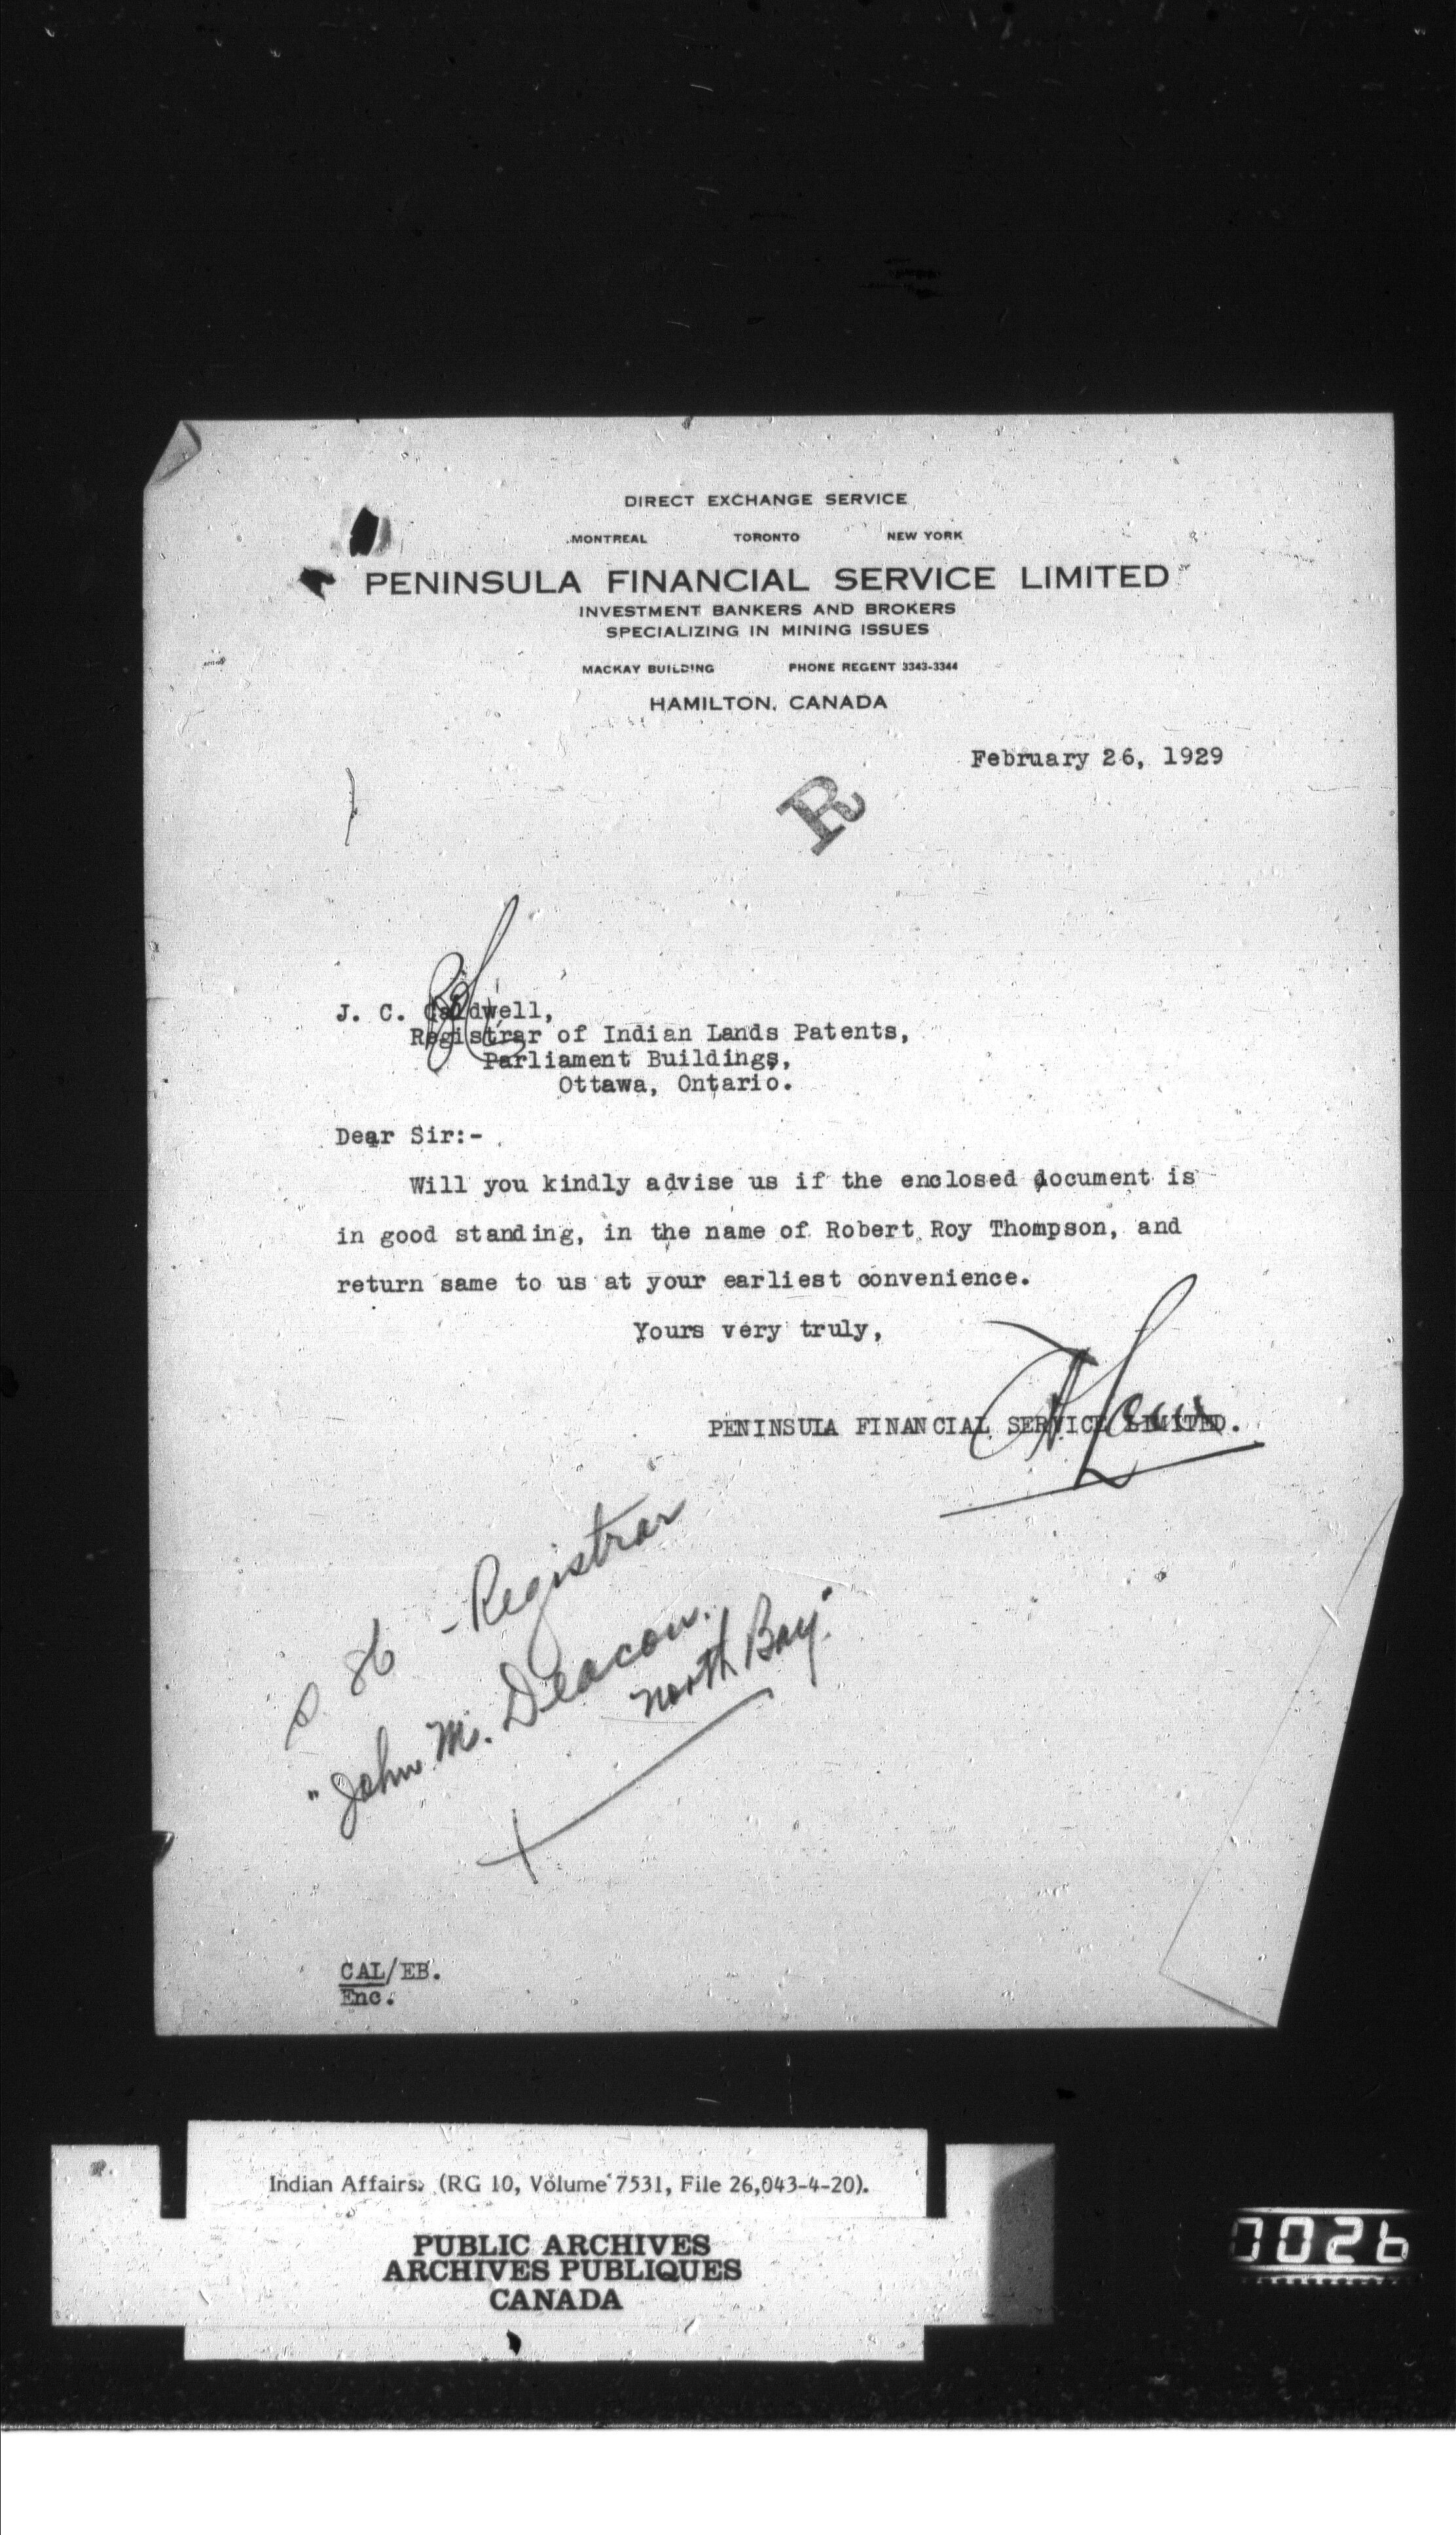 DIRECT EXCHANGE SERVICE
MONTREAL TORONTO NEW YORK
PENINSULA FINANCIAL SERVICE LIMITED
INVESTMENT BANKERS AND BROKERS
SPECIALIZING IN MINING ISSUES
MACKAY BUILDING PHONE REGENT 3343-3344
HAMILTON, CANADA
February 26, 1929
R
J. C. Caldwell,
Registrar of Indian Lands Patents,
Parliament Buildings,
Ottawa, Ontario.
Dear Sir:-
Will you kindly advise us if the enclosed document is
in good standing, in the name of Robert Roy Thompson, and
return same to us at your earliest convenience.
Yours very truly,
PENINSULA FINANCIAL SERVICE LIMITED.
86 - Registrar
"John M. Deacon.
North Bay"
CAL/EB.
Enc.
Indian Affairs. (RG 10, Volume 7531, File 26,043-4-20).
PUBLIC ARCHIVES
ARCHIVES PUBLIQUES
CANADA
0026